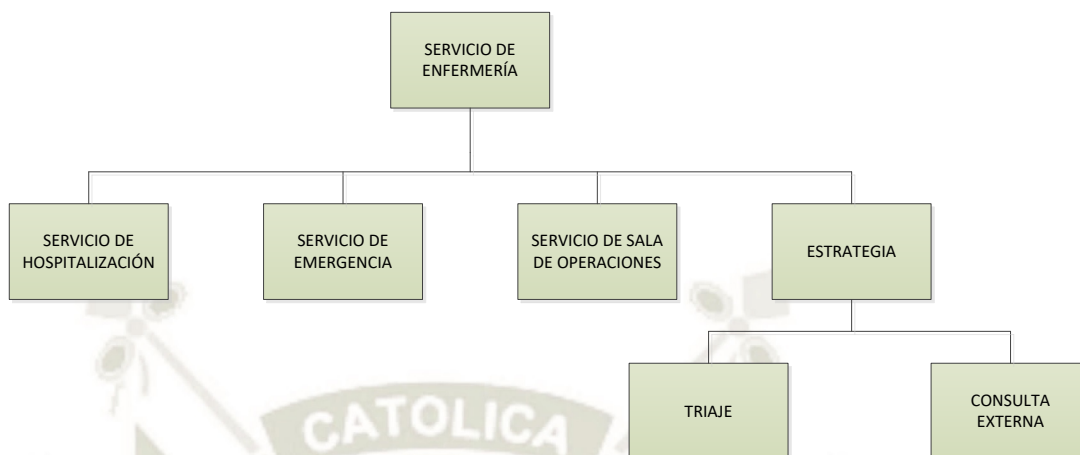 SERVICIO DE
ENFERMERÍA
SERVICIO DE
HOSPITALIZACIÓN
SERVICIO DE
EMERGENCIA
SERVICIO DE SALA
DE OPERACIONES
ESTRATEGIA
TRIAJE
CONSULTA
EXTERNA
CATOLICA